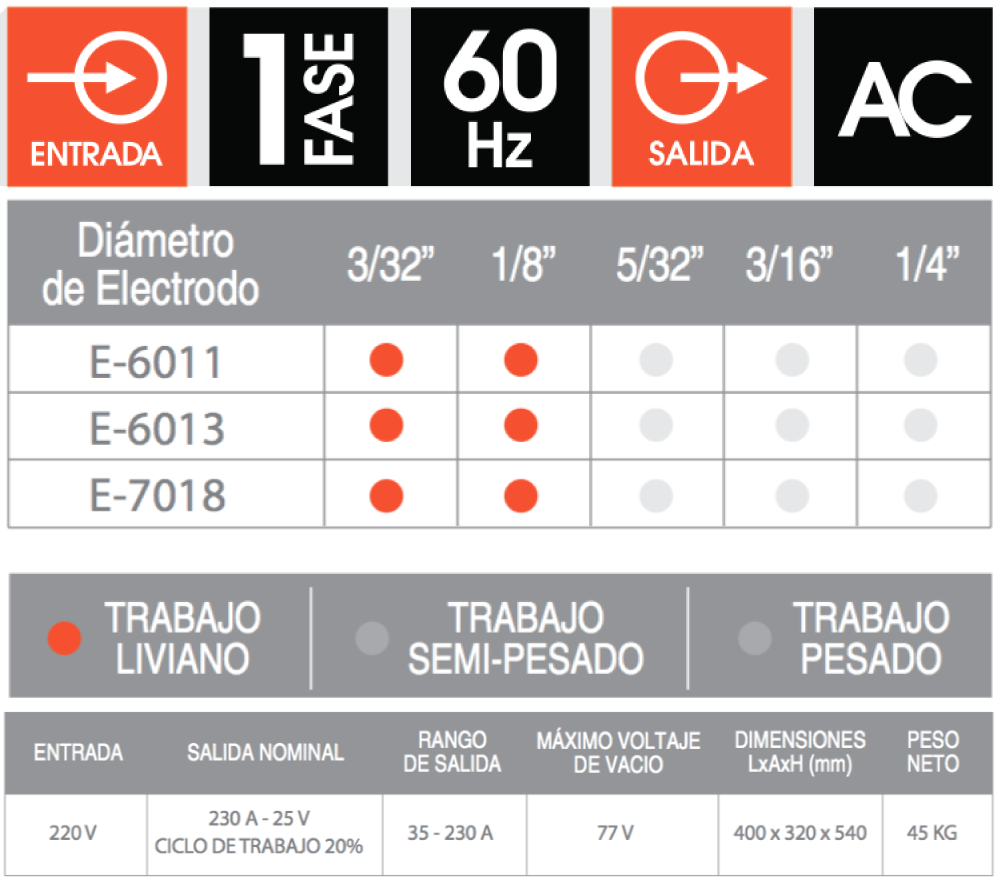 ENTRADA
1 FASE
60
Hz
SALIDA
AC
Diámetro
de Electrodo
3/32” 1/8” 5/32” 3/16” 1/4”
E-6011
E-6013
E-7018
TRABAJO
LIVIANO
TRABAJO
SEMI-PESADO
TRABAJO
PESADO
ENTRADA
SALIDA NOMINAL
RANGO
DE SALIDA
MÁXIMO VOLTAJE
DE VACIO
DIMENSIONES
LxAxH (mm)
PESO
NETO
220 V
230 A - 25 V
CICLO DE TRABAJO 20%
35 - 230 A
77 V
400 x 320 x 540
45 KG